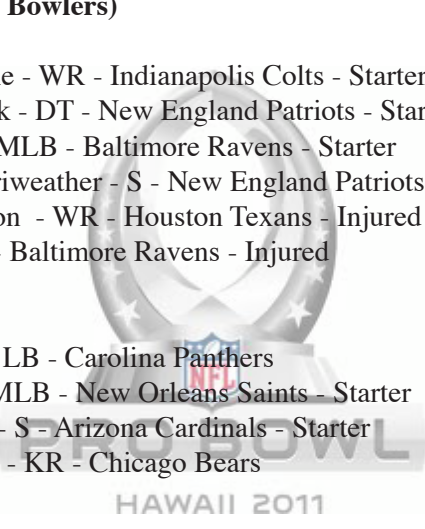 Bowlers)
e - WR - Indianapolis Colts - Starter
k - DT - New England Patriots - Star
MLB - Baltimore Ravens - Starter
riweather - S - New England Patriots
on - WR - Houston Texans - Injured
- Baltimore Ravens - Injured
LB - Carolina Panthers
NFL
MLB - New Orleans Saints - Starter
- S - Arizona Cardinals - Starter
PRO BOWL
- KR - Chicago Bears
HAWAII 2011